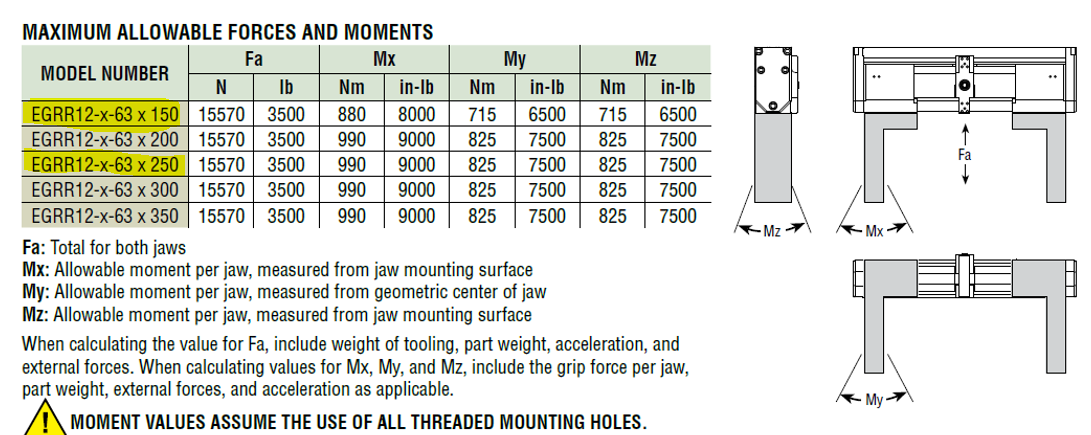 MAXIMUM ALLOWABLE FORCES AND MOMENTS
MODEL NUMBER Fa Mx My Mz
N lb Nm in-lb Nm in-lb Nm in-lb
EGRR12-x-63 x 150 15570 3500 880 8000 715 6500 715 6500
EGRR12-x-63 x 200 15570 3500 990 9000 825 7500 825 7500
EGRR12-x-63 x 250 15570 3500 990 9000 825 7500 825 7500
EGRR12-x-63 x 300 15570 3500 990 9000 825 7500 825 7500
EGRR12-x-63 x 350 15570 3500 990 9000 825 7500 825 7500
Fa: Total for both jaws
Mx: Allowable moment per jaw, measured from jaw mounting surface
My: Allowable moment per jaw, measured from geometric center of jaw
Mz: Allowable moment per jaw, measured from jaw mounting surface
When calculating the value for Fa, include weight of tooling, part weight, acceleration, and
external forces. When calculating values for Mx, My, and Mz, include the grip force per jaw,
part weight, external forces, and acceleration as applicable.
! MOMENT VALUES ASSUME THE USE OF ALL THREADED MOUNTING HOLES.
Fa
Mz
Mx
My